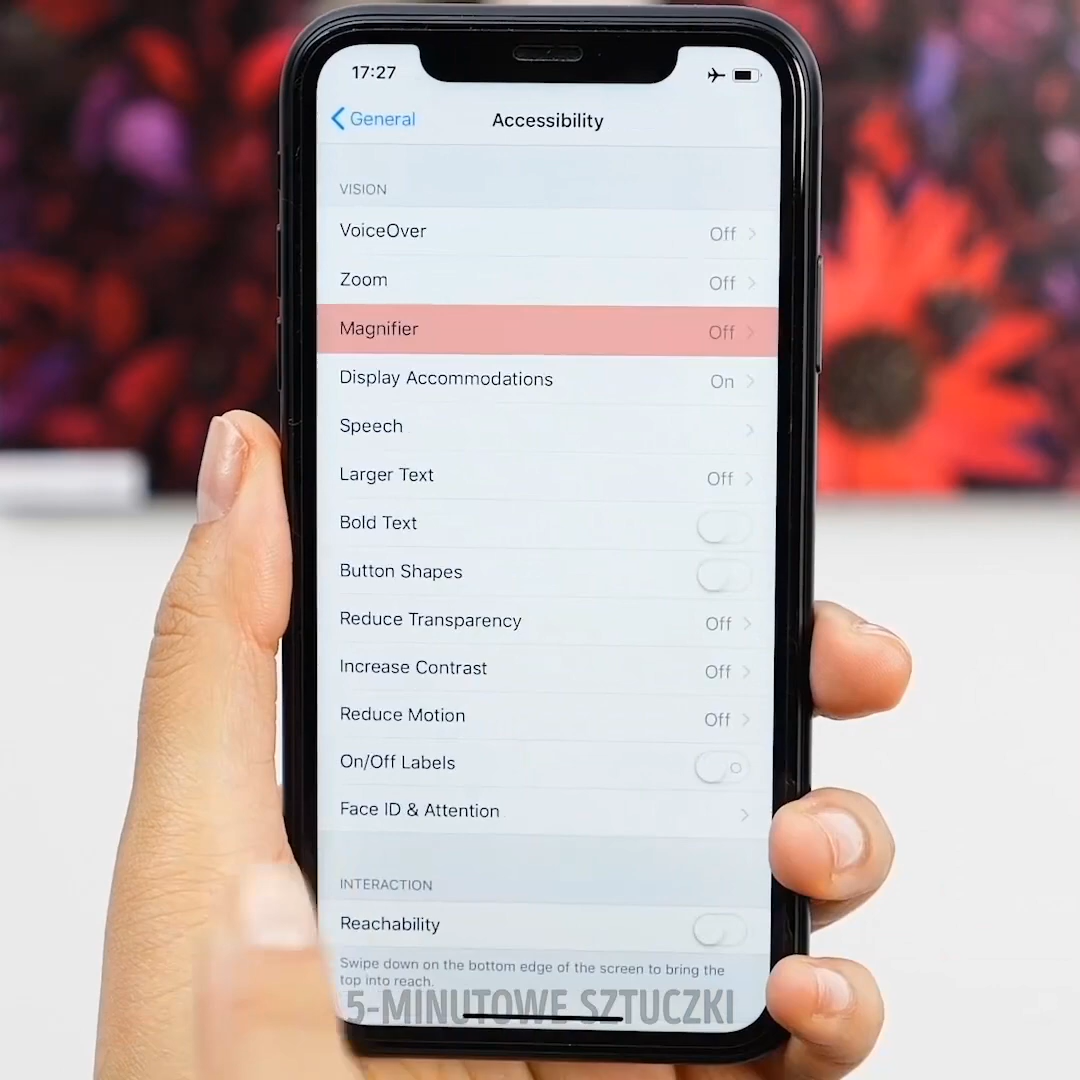 17:27
General
Accessibility
VISION
VoiceOver Off
Zoom Off
Magnifier Off
Display Accommodations On
Speech
Larger Text Off
Bold Text
Button Shapes
Reduce Transparency Off
Increase Contrast Off
Reduce Motion Off
On/Off Labels
Face ID & Attention
INTERACTION
Reachability
Swipe down on the bottom edge of the screen to bring the
top into reach.
5-MINUTOWE SZTUCZKI